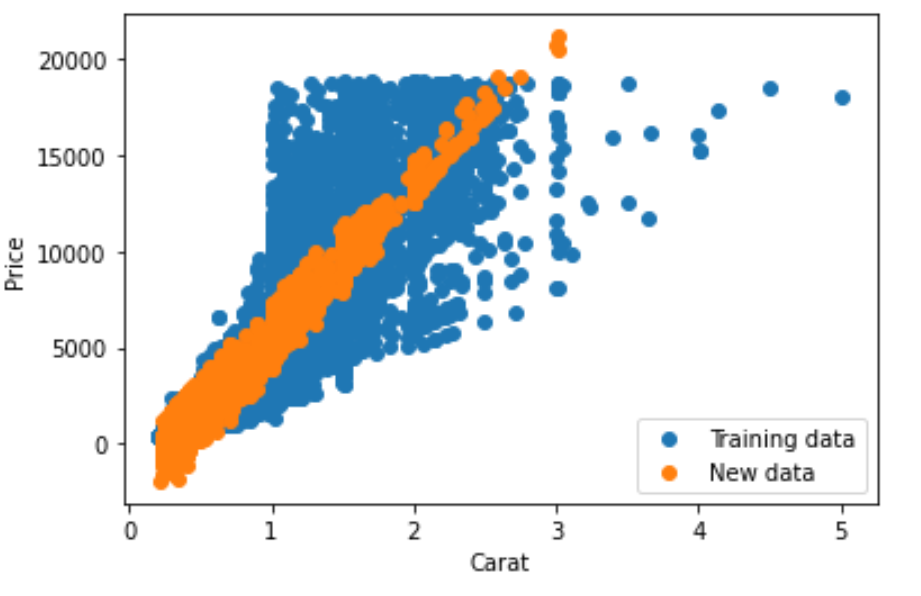 20000
15000
10000
5000
0
Price
0 1 2 3 4 5
Carat
Training data
New data